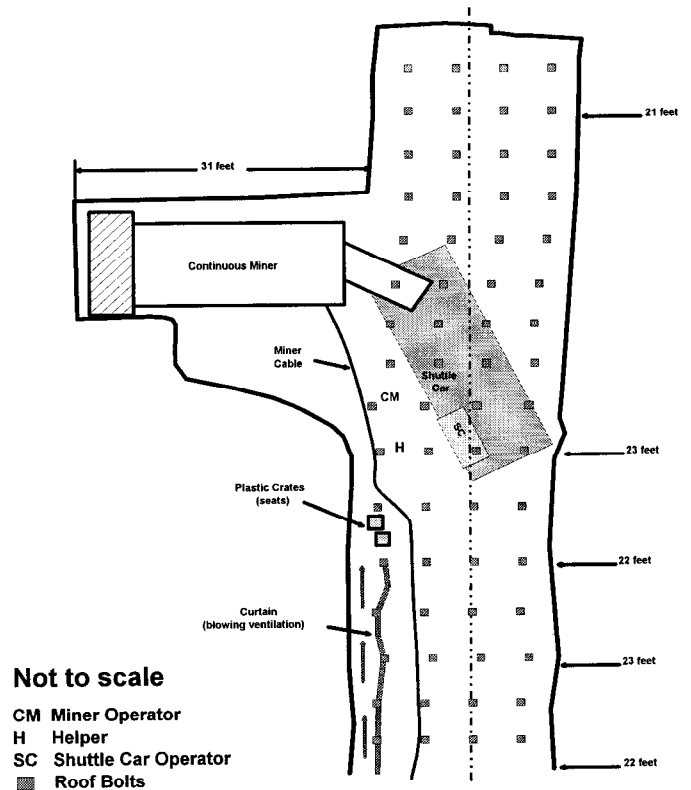 21 feet
31 feet
Continuous Miner
Miner
Cable
Shuttle
Car
CM
SC
H
23 feet
Plastic Crates
(seats)
22 feet
Curtain
(blowing ventilation)
23 feet
Not to scale
CM Miner Operator
H Helper
SC Shuttle Car Operator
Roof Bolts
22 feet